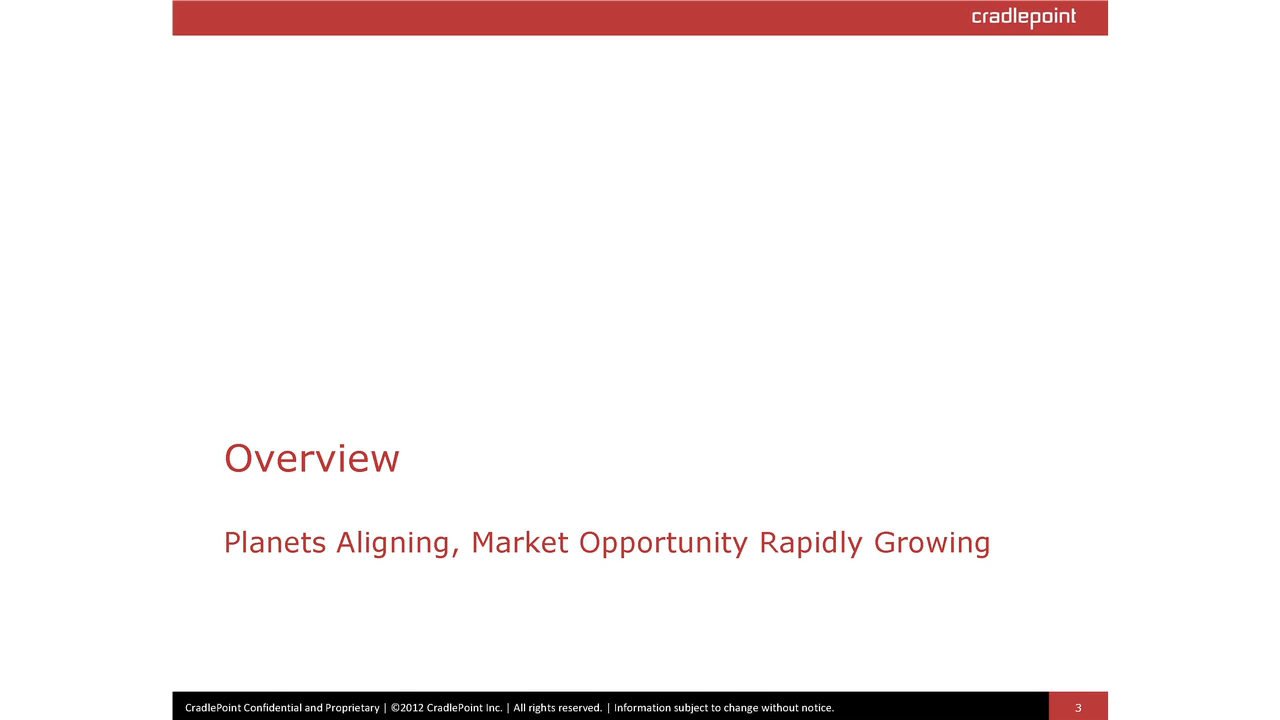 cradlepoint
Overview
Planets Aligning, Market Opportunity Rapidly Growing
CradlePoint Confidential and Proprietary | ©2012 CradlePoint Inc. | All rights reserved. | Information subject to change without notice.
3